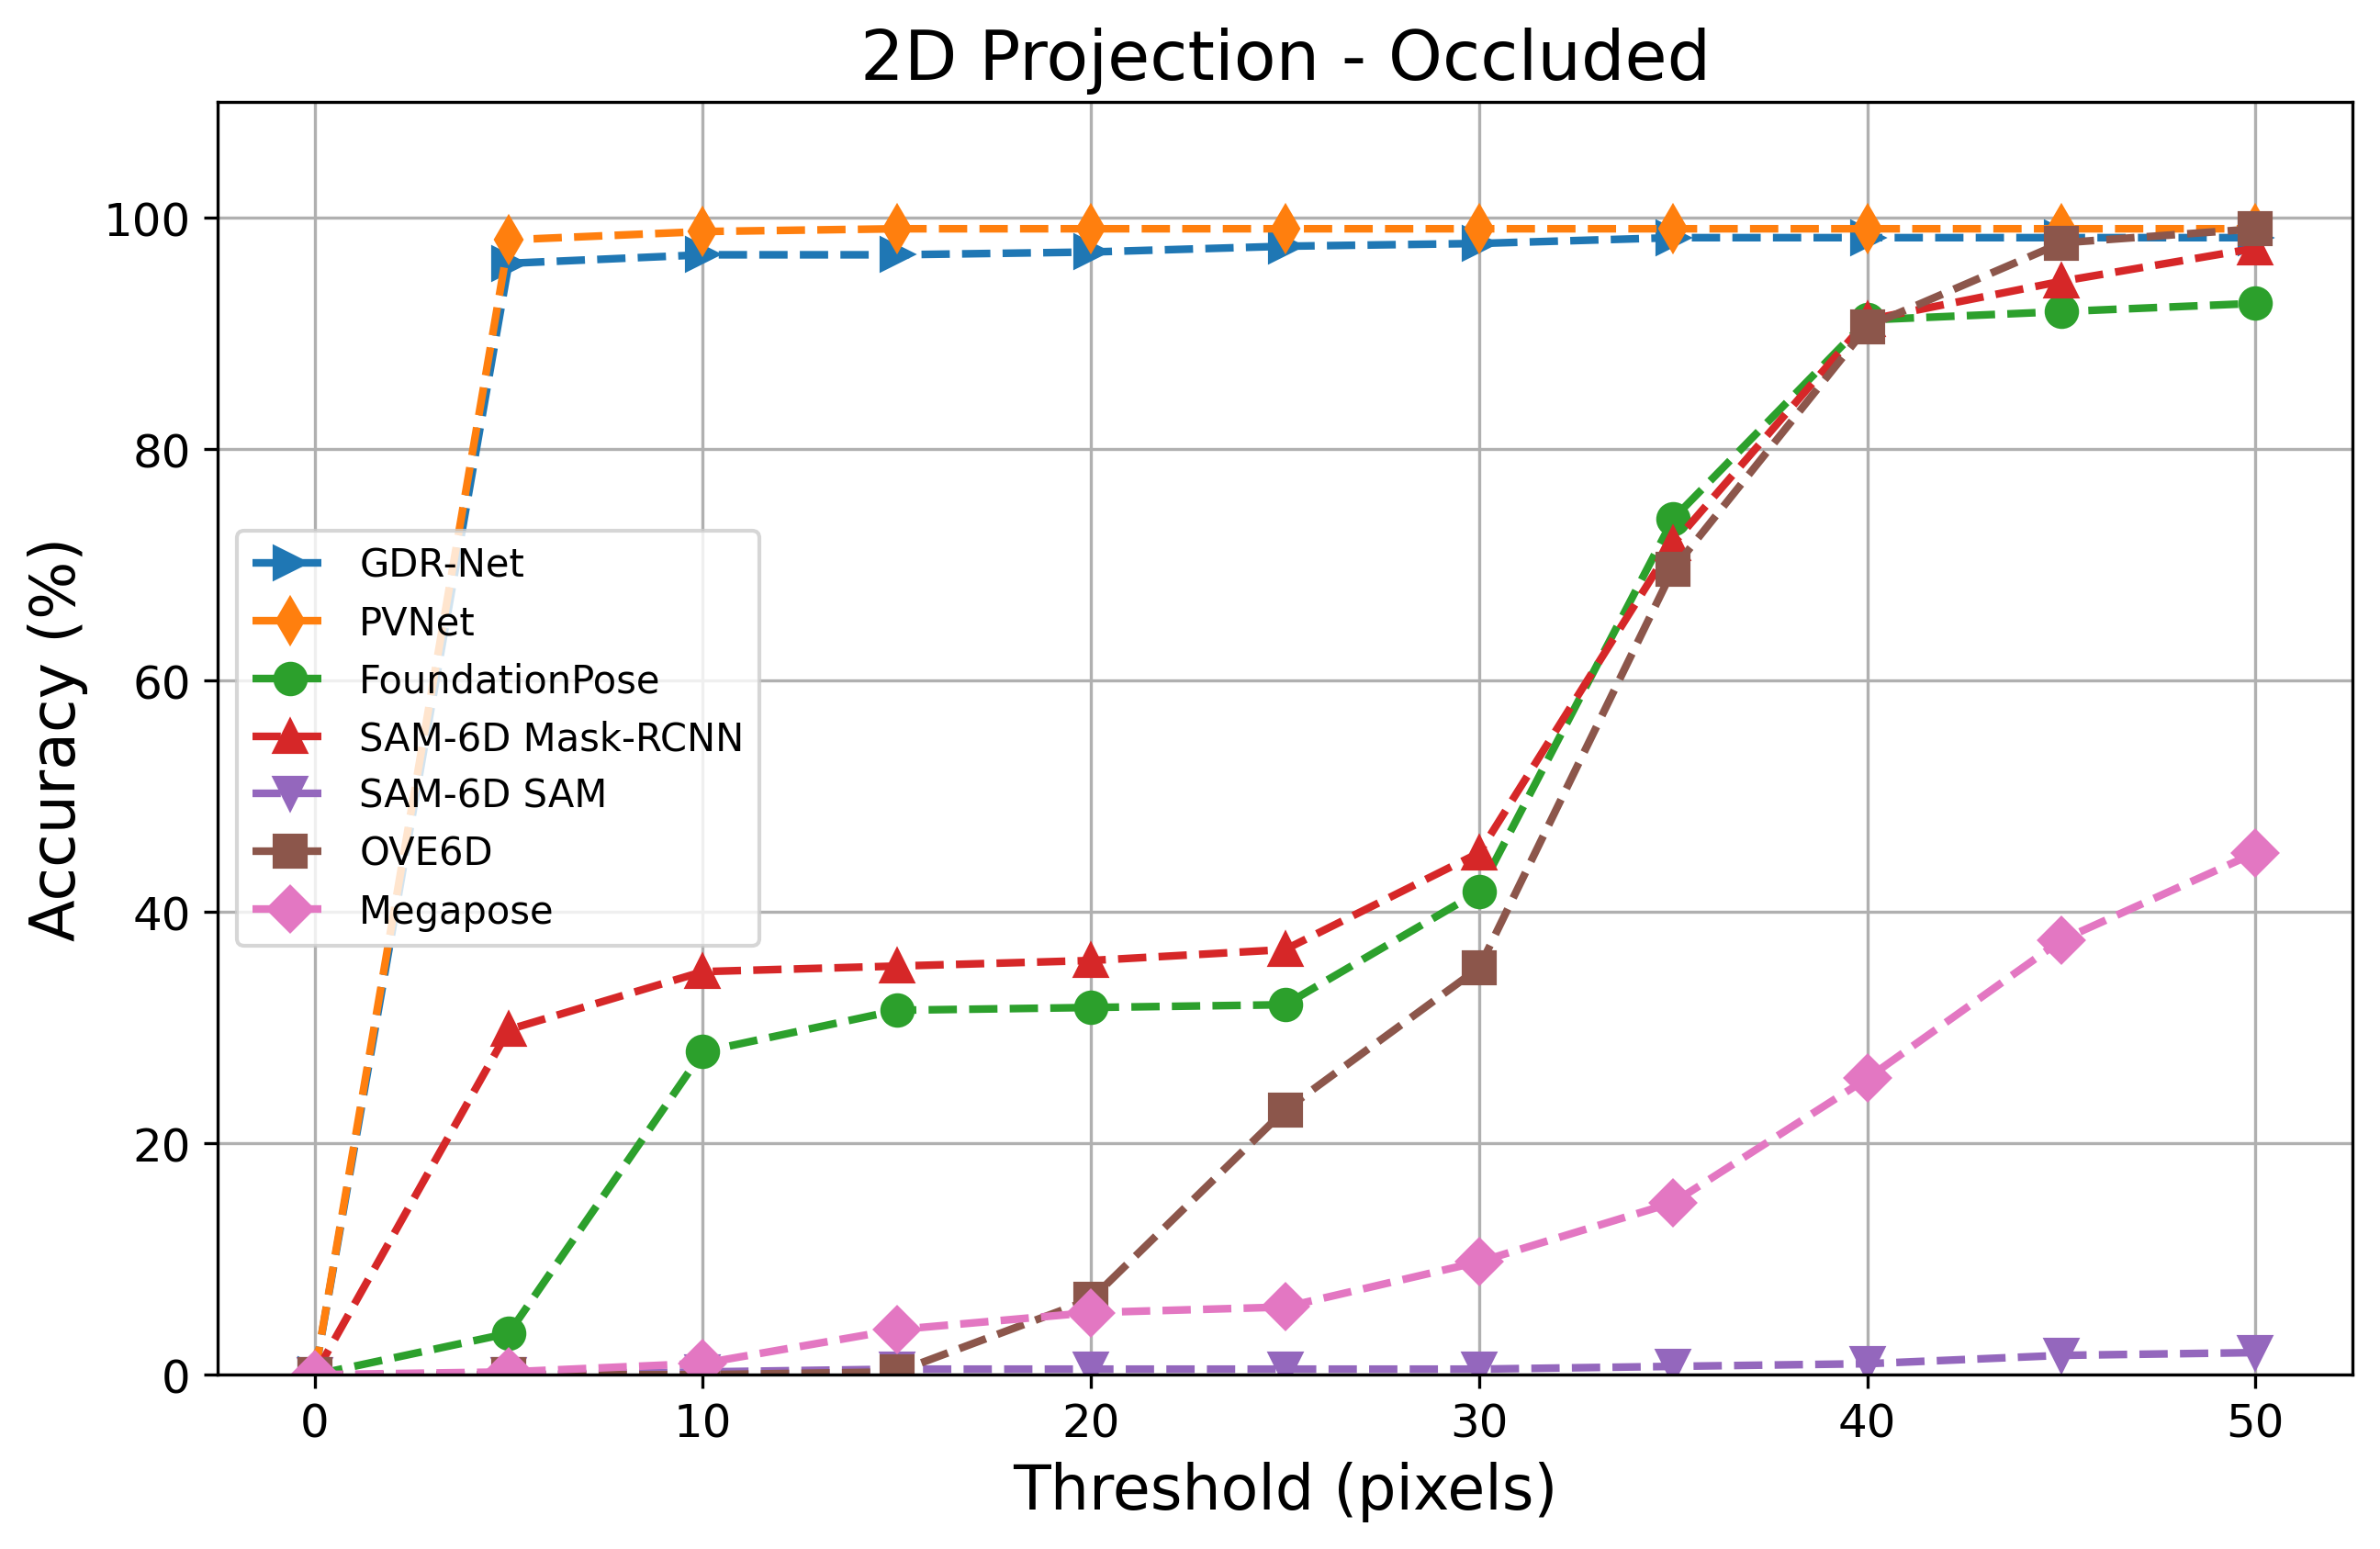 2D Projection - Occluded
Accuracy (%)
100
80
60
40
20
0
GDR-Net
PVNet
FoundationPose
SAM-6D Mask-RCNN
SAM-6D SAM
OVE6D
Megapose
0 10 20 30 40 50
Threshold (pixels)